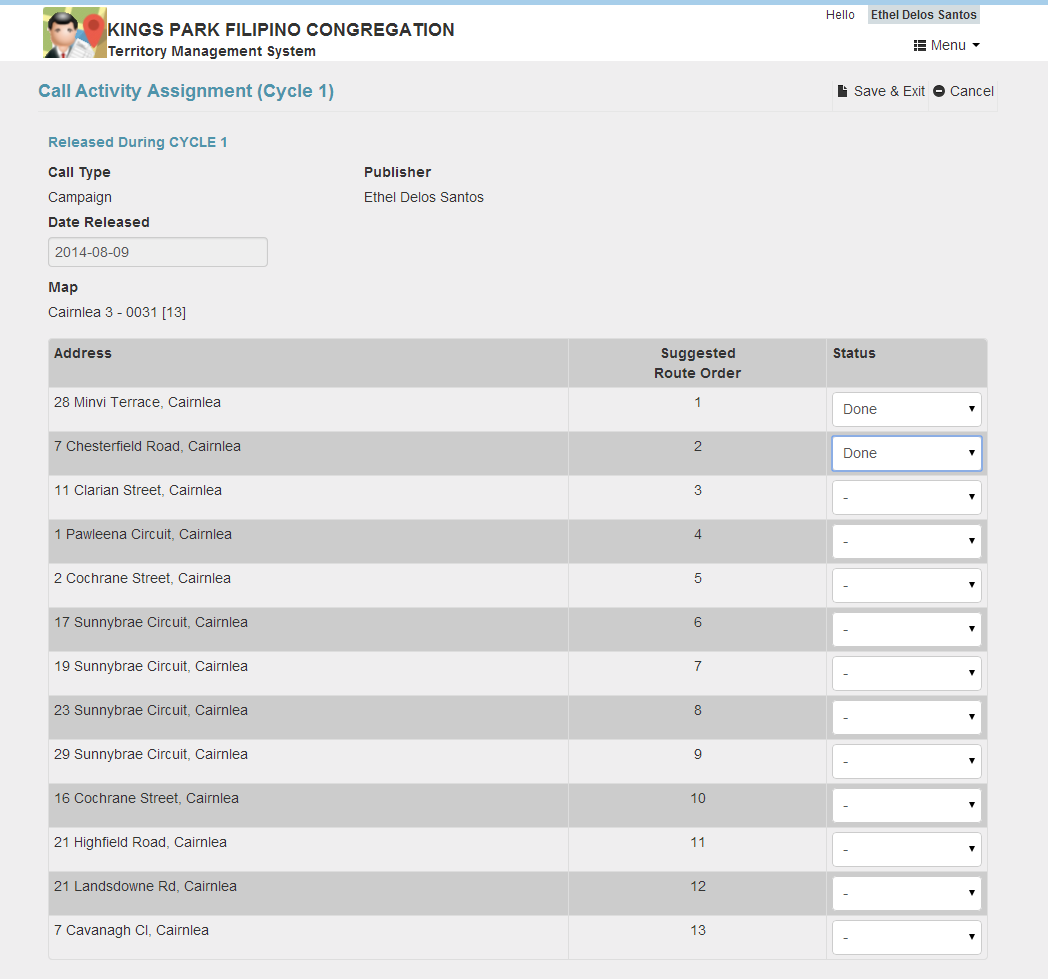 Hello Ethel Delos Santos
KINGS PARK FILIPINO CONGREGATION
Territory Management System
Menu
Call Activity Assignment (Cycle 1)
Save & Exit Cancel
Released During CYCLE 1
Call Type Publisher
Campaign Ethel Delos Santos
Date Released
2014-08-09
Map
Cairnlea 3 - 0031 [13]
Address Suggested Route Order Status
28 Minvi Terrace, Cairnlea 1 Done
7 Chesterfield Road, Cairnlea 2 Done
11 Clarian Street, Cairnlea 3 -
1 Pawleena Circuit, Cairnlea 4 -
2 Cochrane Street, Cairnlea 5 -
17 Sunnybrae Circuit, Cairnlea 6 -
19 Sunnybrae Circuit, Cairnlea 7 -
23 Sunnybrae Circuit, Cairnlea 8 -
29 Sunnybrae Circuit, Cairnlea 9 -
16 Cochrane Street, Cairnlea 10 -
21 Highfield Road, Cairnlea 11 -
21 Landsdowne Rd, Cairnlea 12 -
7 Cavanagh Cl, Cairnlea 13 -